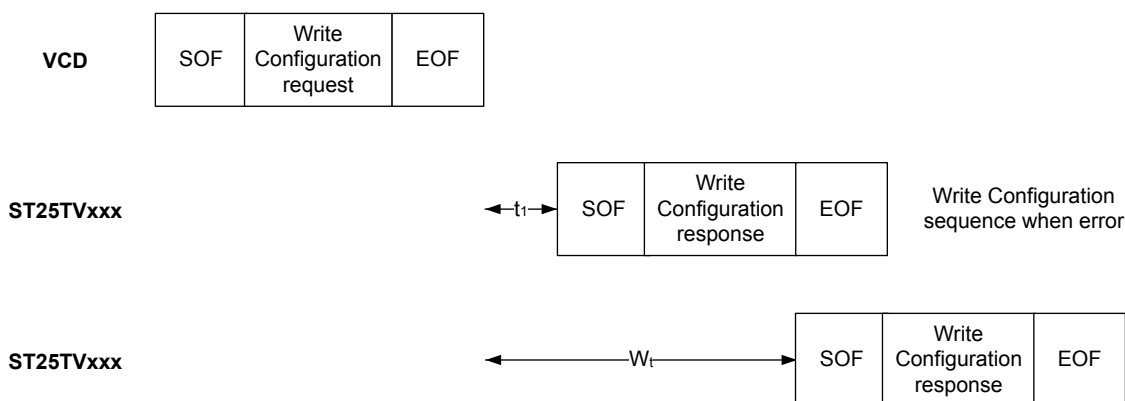 VCD
SOF
Write
Configuration
request
EOF
ST25TVxxx
t1
SOF
Write
Configuration
response
EOF
Write Configuration
sequence when error
ST25TVxxx
Wt
SOF
Write
Configuration
response
EOF